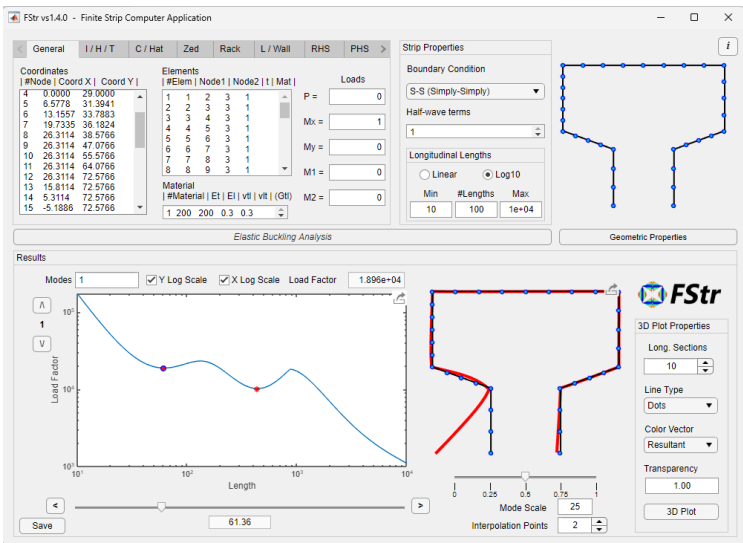 FStr vs1.4.0 - Finite Strip Computer Application
General I / H / T C / Hat Zed Rack L / Wall RHS PHS
Coordinates
| #Node | Coord X | Coord Y |
4 0.0000 29.0000
5 6.5778 31.3941
6 13.1557 33.7883
7 19.7335 36.1824
8 26.3114 38.5766
9 26.3114 47.0766
10 26.3114 55.5766
11 26.3114 64.0766
12 26.3114 72.5766
13 15.8114 72.5766
14 5.3114 72.5766
15 -5.1886 72.5766
Elements
| #Elem | Node1 | Node2 | t | Mat |
1 1 2 3 1
2 2 3 3 1
3 3 4 3 1
4 4 5 3 1
5 5 6 3 1
6 6 7 3 1
7 7 8 3 1
8 8 9 3 1
Material
| #Material | Et | El | vtl | vlt | (Gtl)
1 200 200 0.3 0.3
Loads
P = 0
Mx = 1
My = 0
M1 = 0
M2 = 0
Strip Properties
Boundary Condition
S-S (Simply-Simply)
Half-wave terms
1
Longitudinal Lengths
Linear Log10
Min #Lengths Max
10 100 1e+04
i
Elastic Buckling Analysis
Geometric Properties
Results
Modes 1 Y Log Scale X Log Scale Load Factor 1.896e+04
1
Load Factor
10⁵
10⁴
10³
10¹ 10² 10³ 10⁴
Length
< >
Save
61.36
0 0.25 0.5 0.75 1
Mode Scale 25
Interpolation Points 2
FStr
3D Plot Properties
Long. Sections
10
Line Type
Dots
Color Vector
Resultant
Transparency
1.00
3D Plot